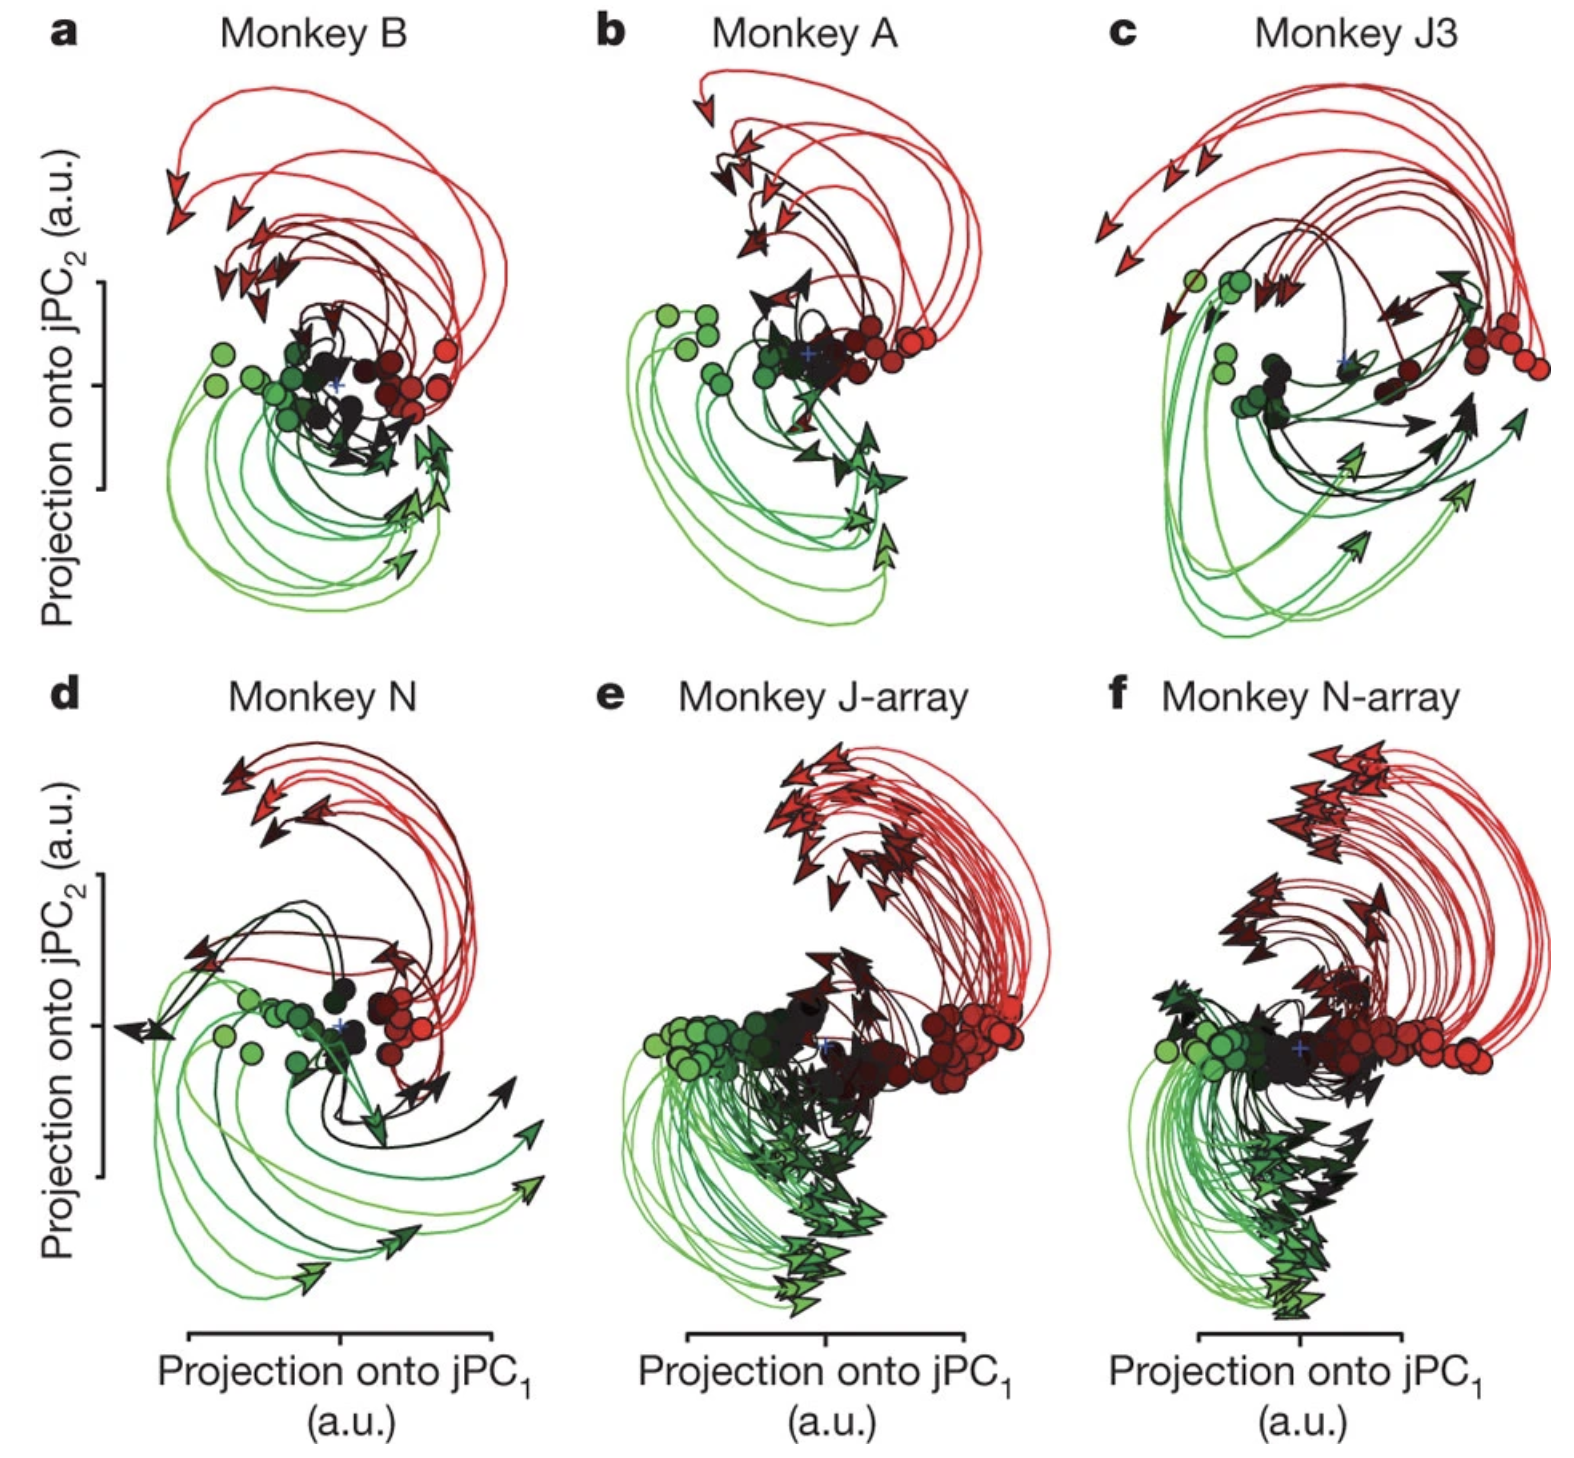 a Monkey B
b Monkey A
c Monkey J3
Projection onto jPC2 (a.u.)
d Monkey N
e Monkey J-array
f Monkey N-array
Projection onto jPC2 (a.u.)
Projection onto jPC1
(a.u.)
Projection onto jPC1
(a.u.)
Projection onto jPC1
(a.u.)